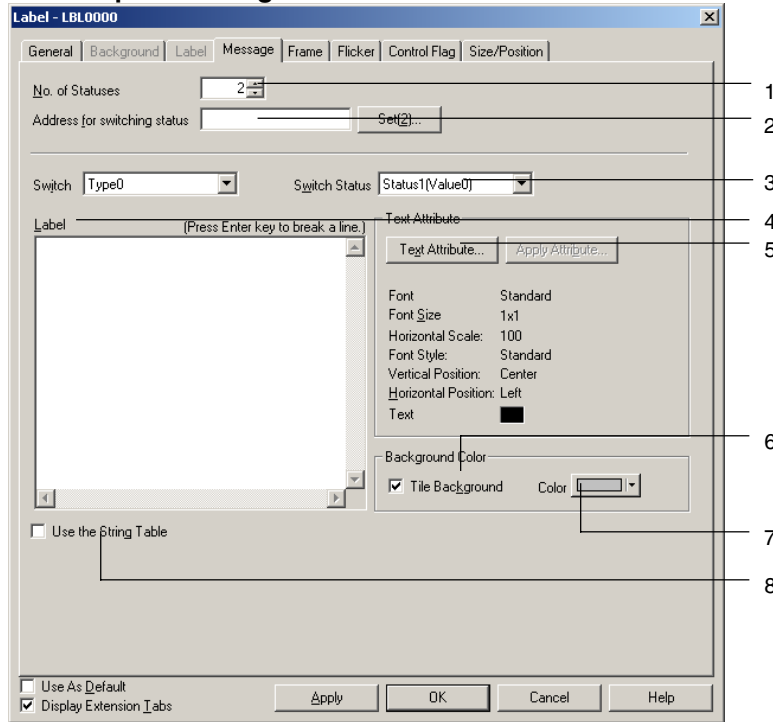 Label - LBL0000
General Background Label Message Frame Flicker Control Flag Size/Position
No. of Statuses 2 1
Address for switching status Set(2)... 2
Switch Type0 Switch Status Status1(Value0) 3
Label (Press Enter key to break a line.) Text Attribute 4
Text Attribute... Apply Attribute... 5
Font Standard
Font Size 1x1
Horizontal Scale: 100
Font Style: Standard
Vertical Position: Center
Horizontal Position: Left
Text
6
Background Color
Tile Background Color
Use the String Table 7
8
Use As Default
Display Extension Tabs Apply OK Cancel Help